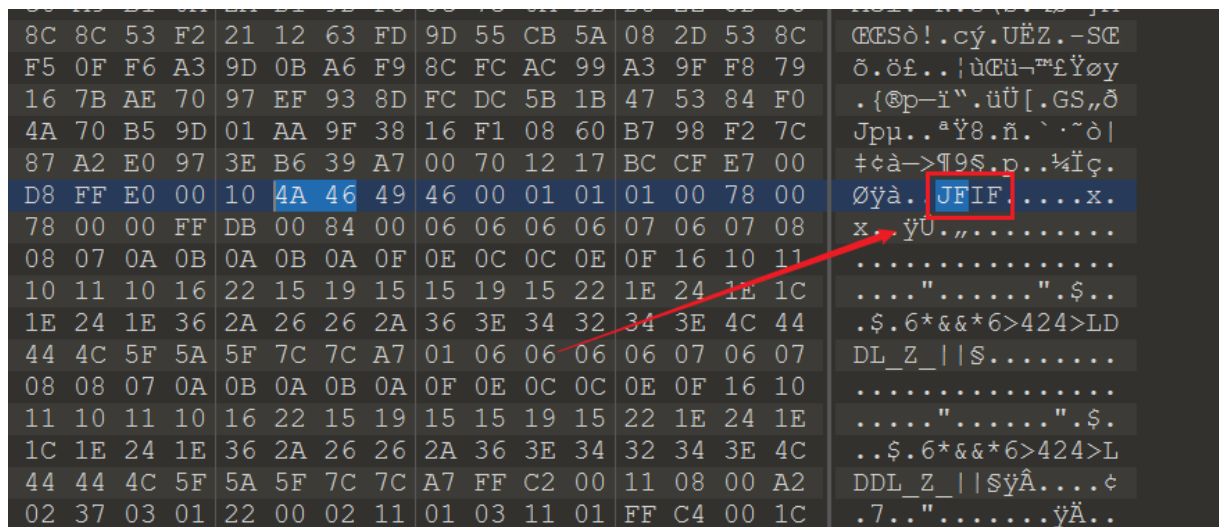 8C 8C 53 F2 21 12 63 FD 9D 55 CB 5A 08 2D 53 8C ŒŒSò!.cý.UËZ.-SŒ
F5 0F F6 A3 9D 0B A6 F9 8C FC AC 99 A3 9F F8 79 õ.ö£..¦ùŒü¬™£Ÿøy
16 7B AE 70 97 EF 93 8D FC DC 5B 1B 47 53 84 F0 .{®p—ï“.üÜ[.GS„ð
4A 70 B5 9D 01 AA 9F 38 16 F1 08 60 B7 98 F2 7C Jpµ..ªŸ8.ñ.`·˜ò|
87 A2 E0 97 3E B6 39 A7 00 70 12 17 BC CF E7 00 ‡¢à—>¶9§.p..¼Ïç.
D8 FF E0 00 10 4A 46 49 46 00 01 01 01 00 78 00 Øÿà..JFIF.....x.
78 00 00 FF DB 00 84 00 06 06 06 06 07 06 07 08 x..ÿÛ.„.........
08 07 0A 0B 0A 0B 0A 0F 0E 0C 0C 0E 0F 16 10 11 ................
10 11 10 16 22 15 19 15 15 19 15 22 1E 24 1E 1C ...."......".$..
1E 24 1E 36 2A 26 26 2A 36 3E 34 32 34 3E 4C 44 .$.6*&&*6>424>LD
44 4C 5F 5A 5F 7C 7C A7 01 06 06 06 06 07 06 07 DL_Z_||§........
08 08 07 0A 0B 0A 0B 0A 0F 0E 0C 0C 0E 0F 16 10 ................
11 10 11 10 16 22 15 19 15 15 19 15 22 1E 24 1E ....."......".$.
1C 1E 24 1E 36 2A 26 26 2A 36 3E 34 32 34 3E 4C ..$.6*&&*6>424>L
44 44 4C 5F 5A 5F 7C 7C A7 FF C2 00 11 08 00 A2 DDL_Z_||§ÿÂ....¢
02 37 03 01 22 00 02 11 01 03 11 01 FF C4 00 1C .7..".......ÿÄ..